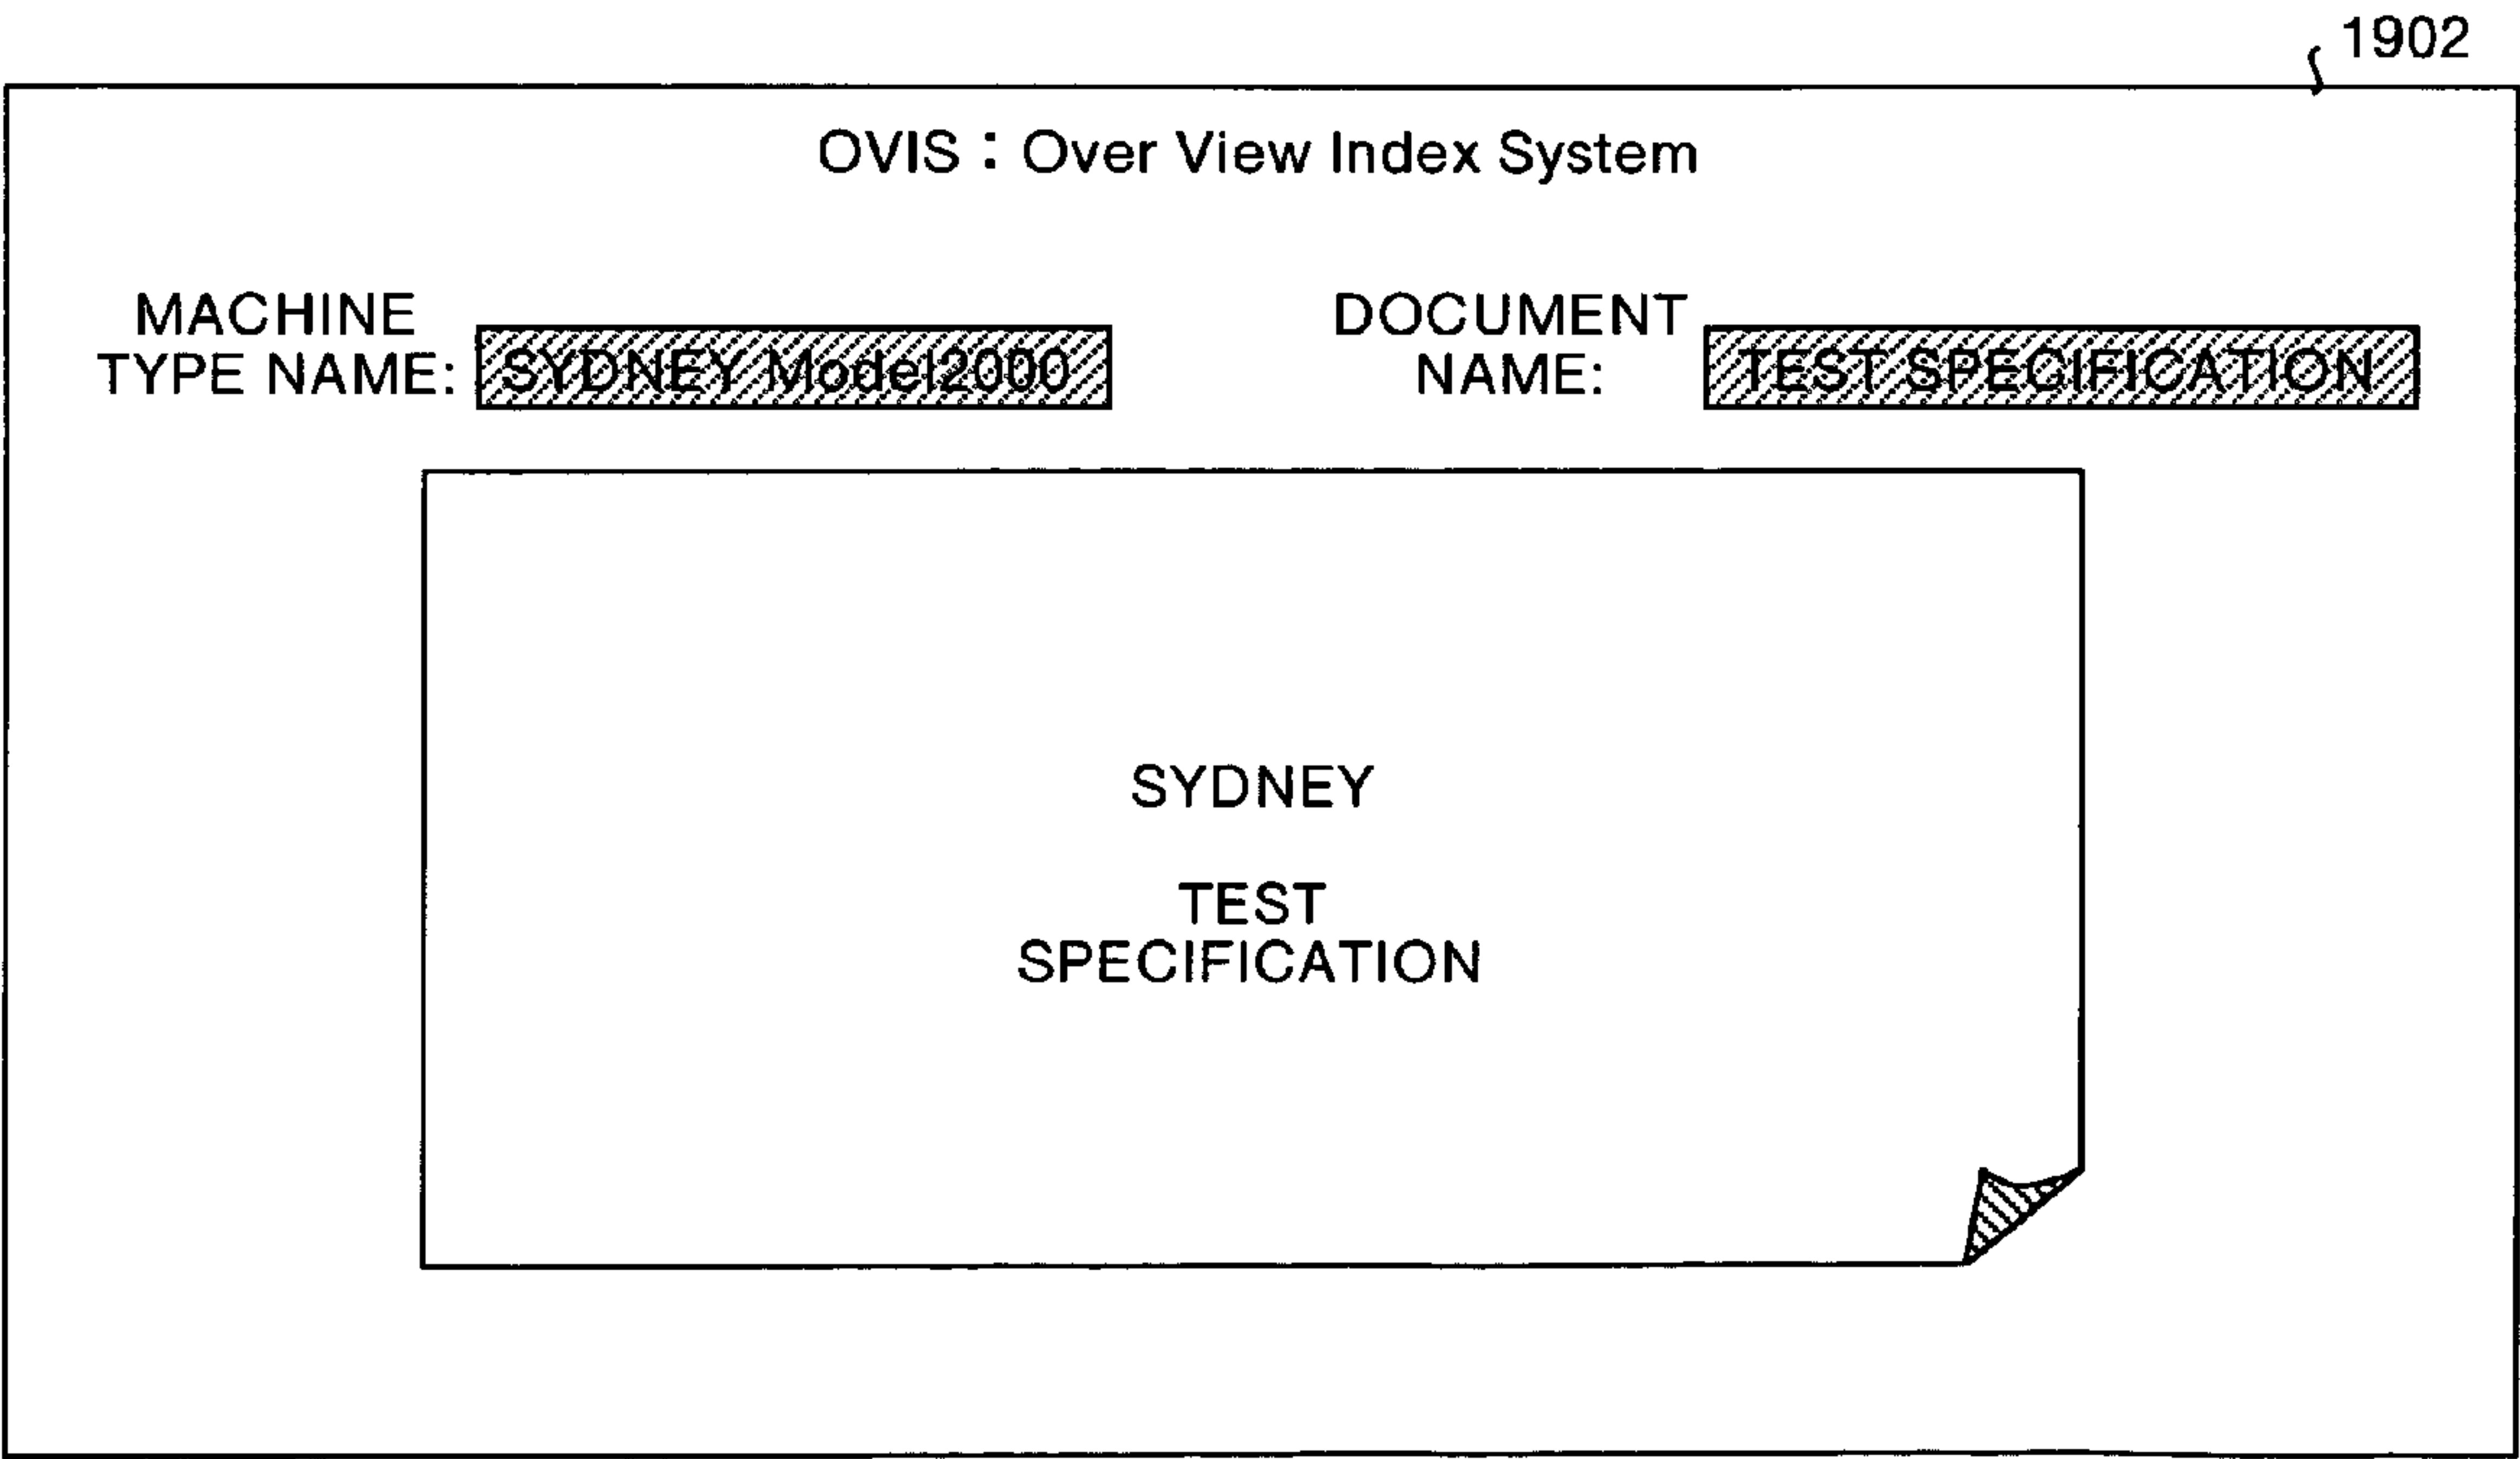 1902
OVIS : Over View Index System
MACHINE
TYPE NAME:
SYDNEY Model2000
DOCUMENT
NAME:
TEST SPECIFICATION
SYDNEY
TEST
SPECIFICATION